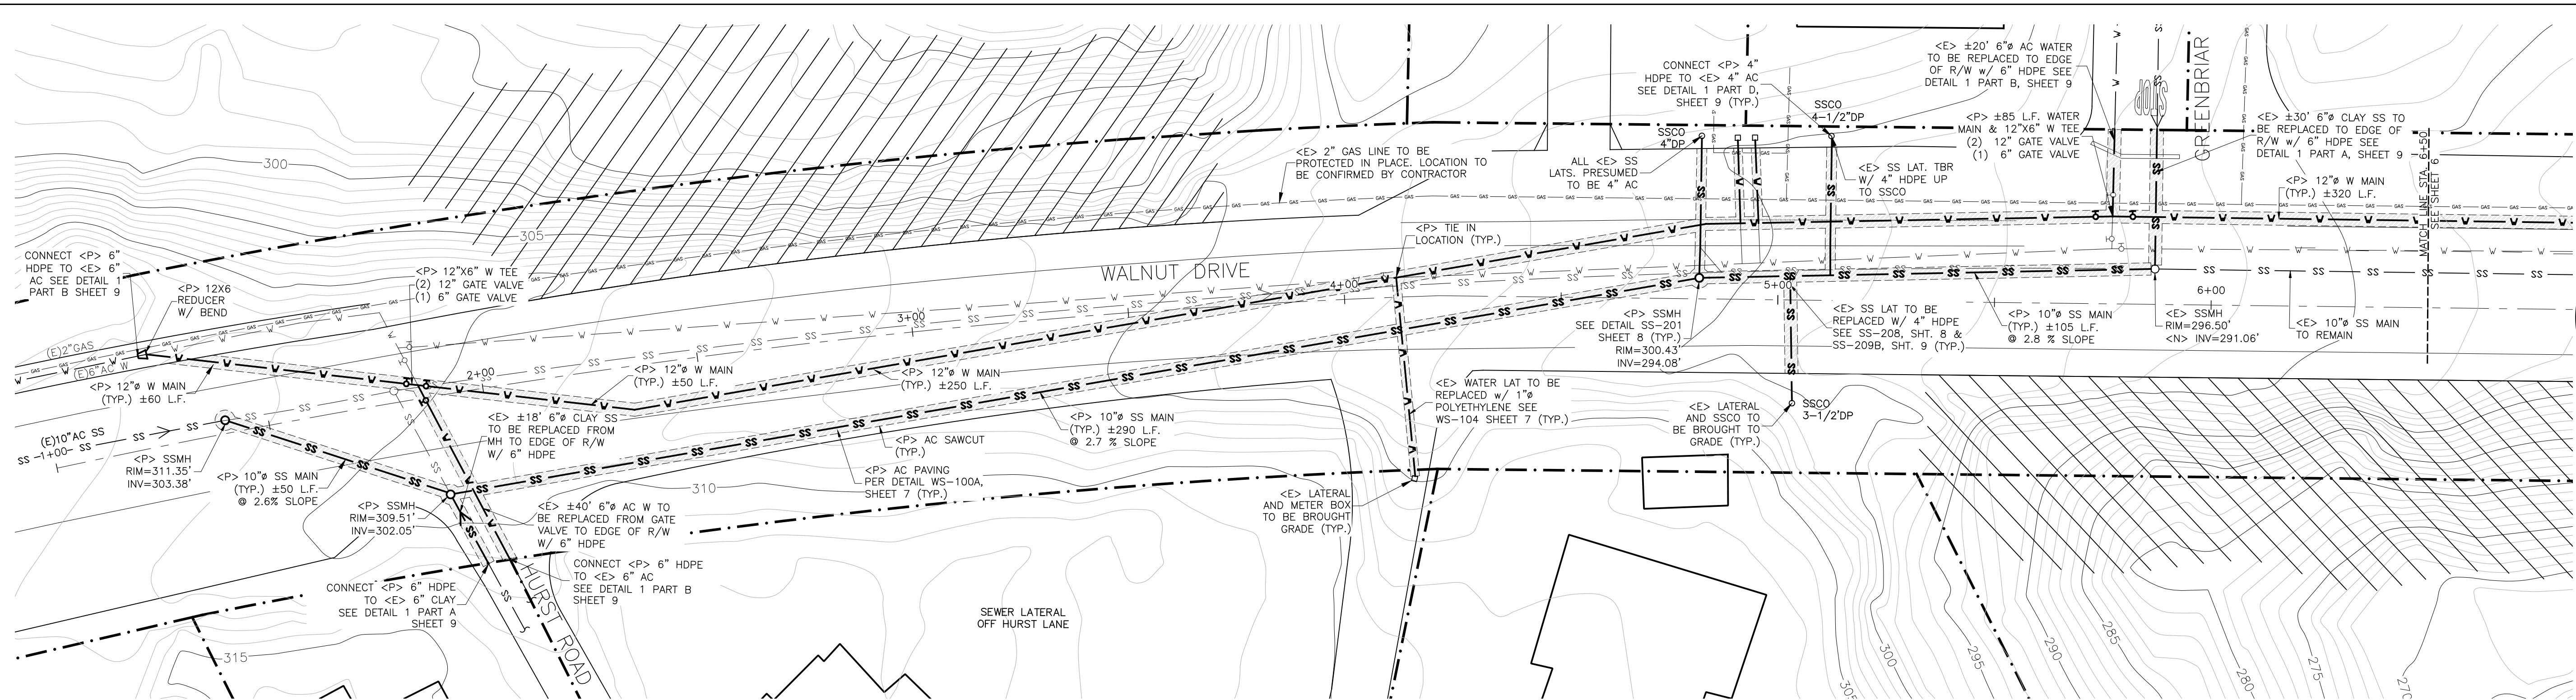 <E> ±20' 6"ø AC WATER
TO BE REPLACED TO EDGE
OF R/W w/ 6" HDPE SEE
DETAIL 1 PART B, SHEET 9
GREENBRIAR
CONNECT <P> 4"
HDPE TO <E> 4" AC
SEE DETAIL 1 PART D,
SHEET 9 (TYP.)
SSCO
4-1/2"DP
SSCO
4"DP
<P> ±85 L.F. WATER
MAIN & 12"X6" W TEE
(2) 12" GATE VALVE
(1) 6" GATE VALVE
<E> ±30' 6"ø CLAY SS TO
BE REPLACED TO EDGE OF
R/W w/ 6" HDPE SEE
DETAIL 1 PART A, SHEET 9
MATCH LINE STA. 6+50
SEE SHEET 6
300
<E> 2" GAS LINE TO BE
PROTECTED IN PLACE. LOCATION TO
BE CONFIRMED BY CONTRACTOR
ALL <E> SS
LATS. PRESUMED
TO BE 4" AC
<E> SS LAT. TBR
W/ 4" HDPE UP
TO SSCO
<P> 12"ø W MAIN
(TYP.) ±320 L.F.
305
<P> TIE IN
LOCATION (TYP.)
CONNECT <P> 6"
HDPE TO <E> 6"
AC SEE DETAIL 1
PART B SHEET 9
<P> 12X6
REDUCER
W/ BEND
<P> 12"X6" W TEE
(2) 12" GATE VALVE
(1) 6" GATE VALVE
WALNUT DRIVE
4+00
5+00
6+00
3+00
2+00
(E)2"GAS
(E)6"AC W
<P> 12"ø W MAIN
(TYP.) ±60 L.F.
<P> 12"ø W MAIN
(TYP.) ±50 L.F.
<P> 12"ø W MAIN
(TYP.) ±250 L.F.
<P> SSMH
SEE DETAIL SS-201
SHEET 8 (TYP.)
RIM=300.43'
INV=294.08'
<E> SS LAT TO BE
REPLACED W/ 4" HDPE
SEE SS-208, SHT. 8 &
SS-209B, SHT. 9 (TYP.)
<P> 10"ø SS MAIN
(TYP.) ±105 L.F.
@ 2.8 % SLOPE
<E> SSMH
RIM=296.50'
<N> INV=291.06'
<E> 10"ø SS MAIN
TO REMAIN
(E)10"AC SS
SS -1+00- SS
<P> SSMH
RIM=311.35'
INV=303.38'
<P> 10"ø SS MAIN
(TYP.) ±50 L.F.
@ 2.6% SLOPE
<E> ±18' 6"ø CLAY SS
TO BE REPLACED FROM
MH TO EDGE OF R/W
W/ 6" HDPE
<P> 10"ø SS MAIN
(TYP.) ±290 L.F.
@ 2.7 % SLOPE
<E> WATER LAT TO BE
REPLACED w/ 1"ø
POLYETHYLENE SEE
WS-104 SHEET 7 (TYP.)
<E> LATERAL
AND SSCO TO
BE BROUGHT TO
GRADE (TYP.)
SSCO
3-1/2'DP
<P> AC SAWCUT
(TYP.)
<P> AC PAVING
PER DETAIL WS-100A,
SHEET 7 (TYP.)
310
<P> SSMH
RIM=309.51'
INV=302.05'
<E> ±40' 6"ø AC W TO
BE REPLACED FROM GATE
VALVE TO EDGE OF R/W
W/ 6" HDPE
<E> LATERAL
AND METER BOX
TO BE BROUGHT
GRADE (TYP.)
CONNECT <P> 6" HDPE
TO <E> 6" CLAY
SEE DETAIL 1 PART A
SHEET 9
CONNECT <P> 6" HDPE
TO <E> 6" AC
SEE DETAIL 1 PART B
SHEET 9
HURST ROAD
SEWER LATERAL
OFF HURST LANE
315
305
300
295
290
285
280
275
270